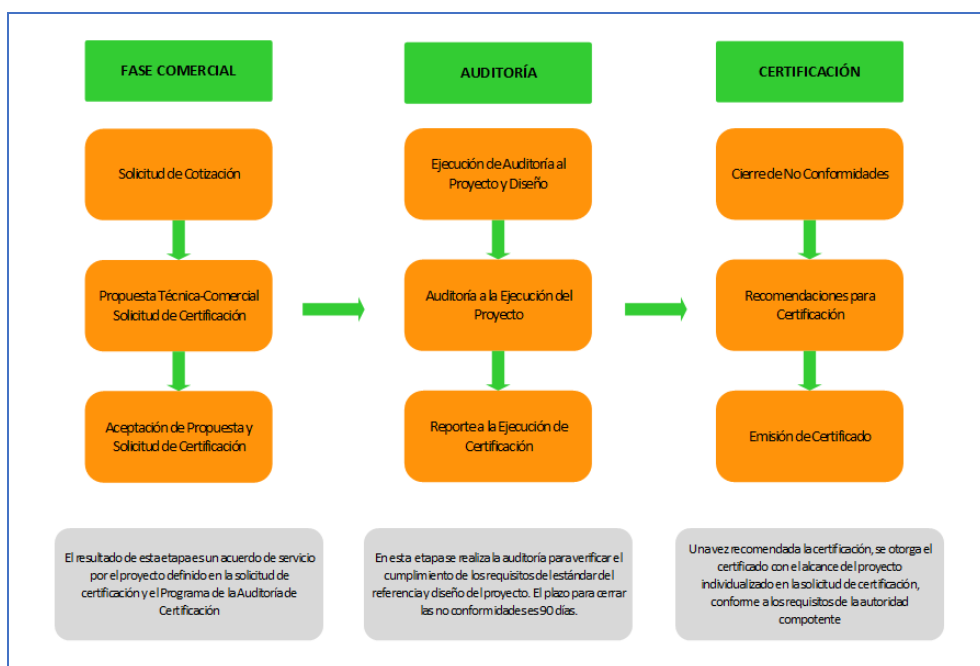 FASE COMERCIAL
Solicitud de Cotización
Propuesta Técnica-Comercial
Solicitud de Certificación
Aceptación de Propuesta y
Solicitud de Certificación
El resultado de esta etapa es un acuerdo de servicio
por el proyecto definido en la solicitud de
certificación y el Programa de la Auditoría de
Certificación
AUDITORÍA
Ejecución de Auditoría al
Proyecto y Diseño
Auditoría a la Ejecución del
Proyecto
Reporte a la Ejecución de
Certificación
En esta etapa se realiza la auditoría para verificar el
cumplimiento de los requisitos del estándar del
referencia y diseño del proyecto. El plazo para cerrar
las no conformidades es 90 días.
CERTIFICACIÓN
Cierre de No Conformidades
Recomendaciones para
Certificación
Emisión de Certificado
Una vez recomendada la certificación, se otorga el
certificado con el alcance del proyecto
individualizado en la solicitud de certificación,
conforme a los requisitos de la autoridad
compotente